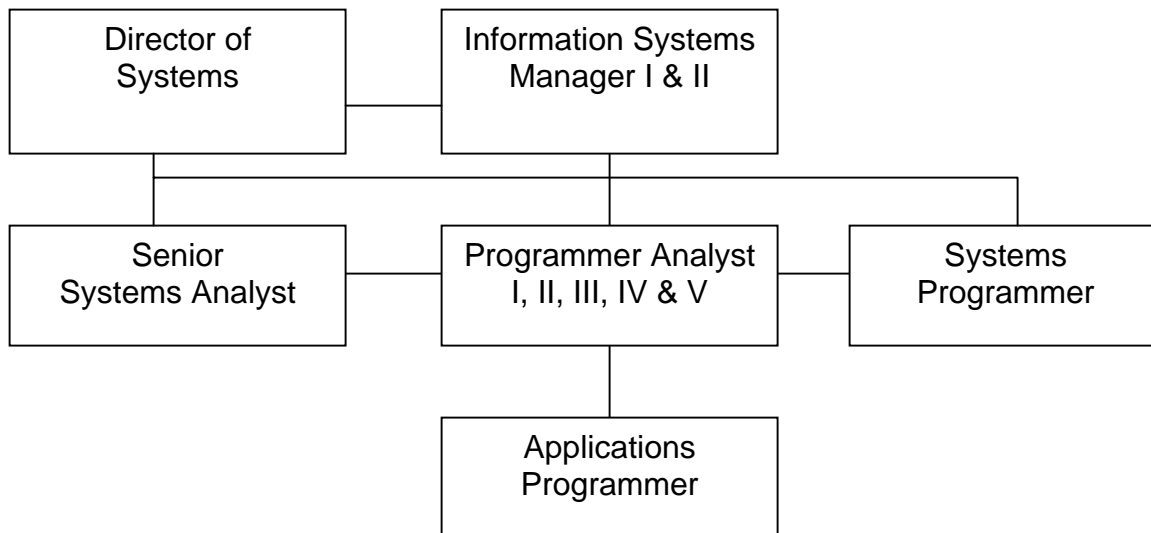 Director of
Systems
Information Systems
Manager I & II
Senior
Systems Analyst
Programmer Analyst
I, II, III, IV & V
Systems
Programmer
Applications
Programmer